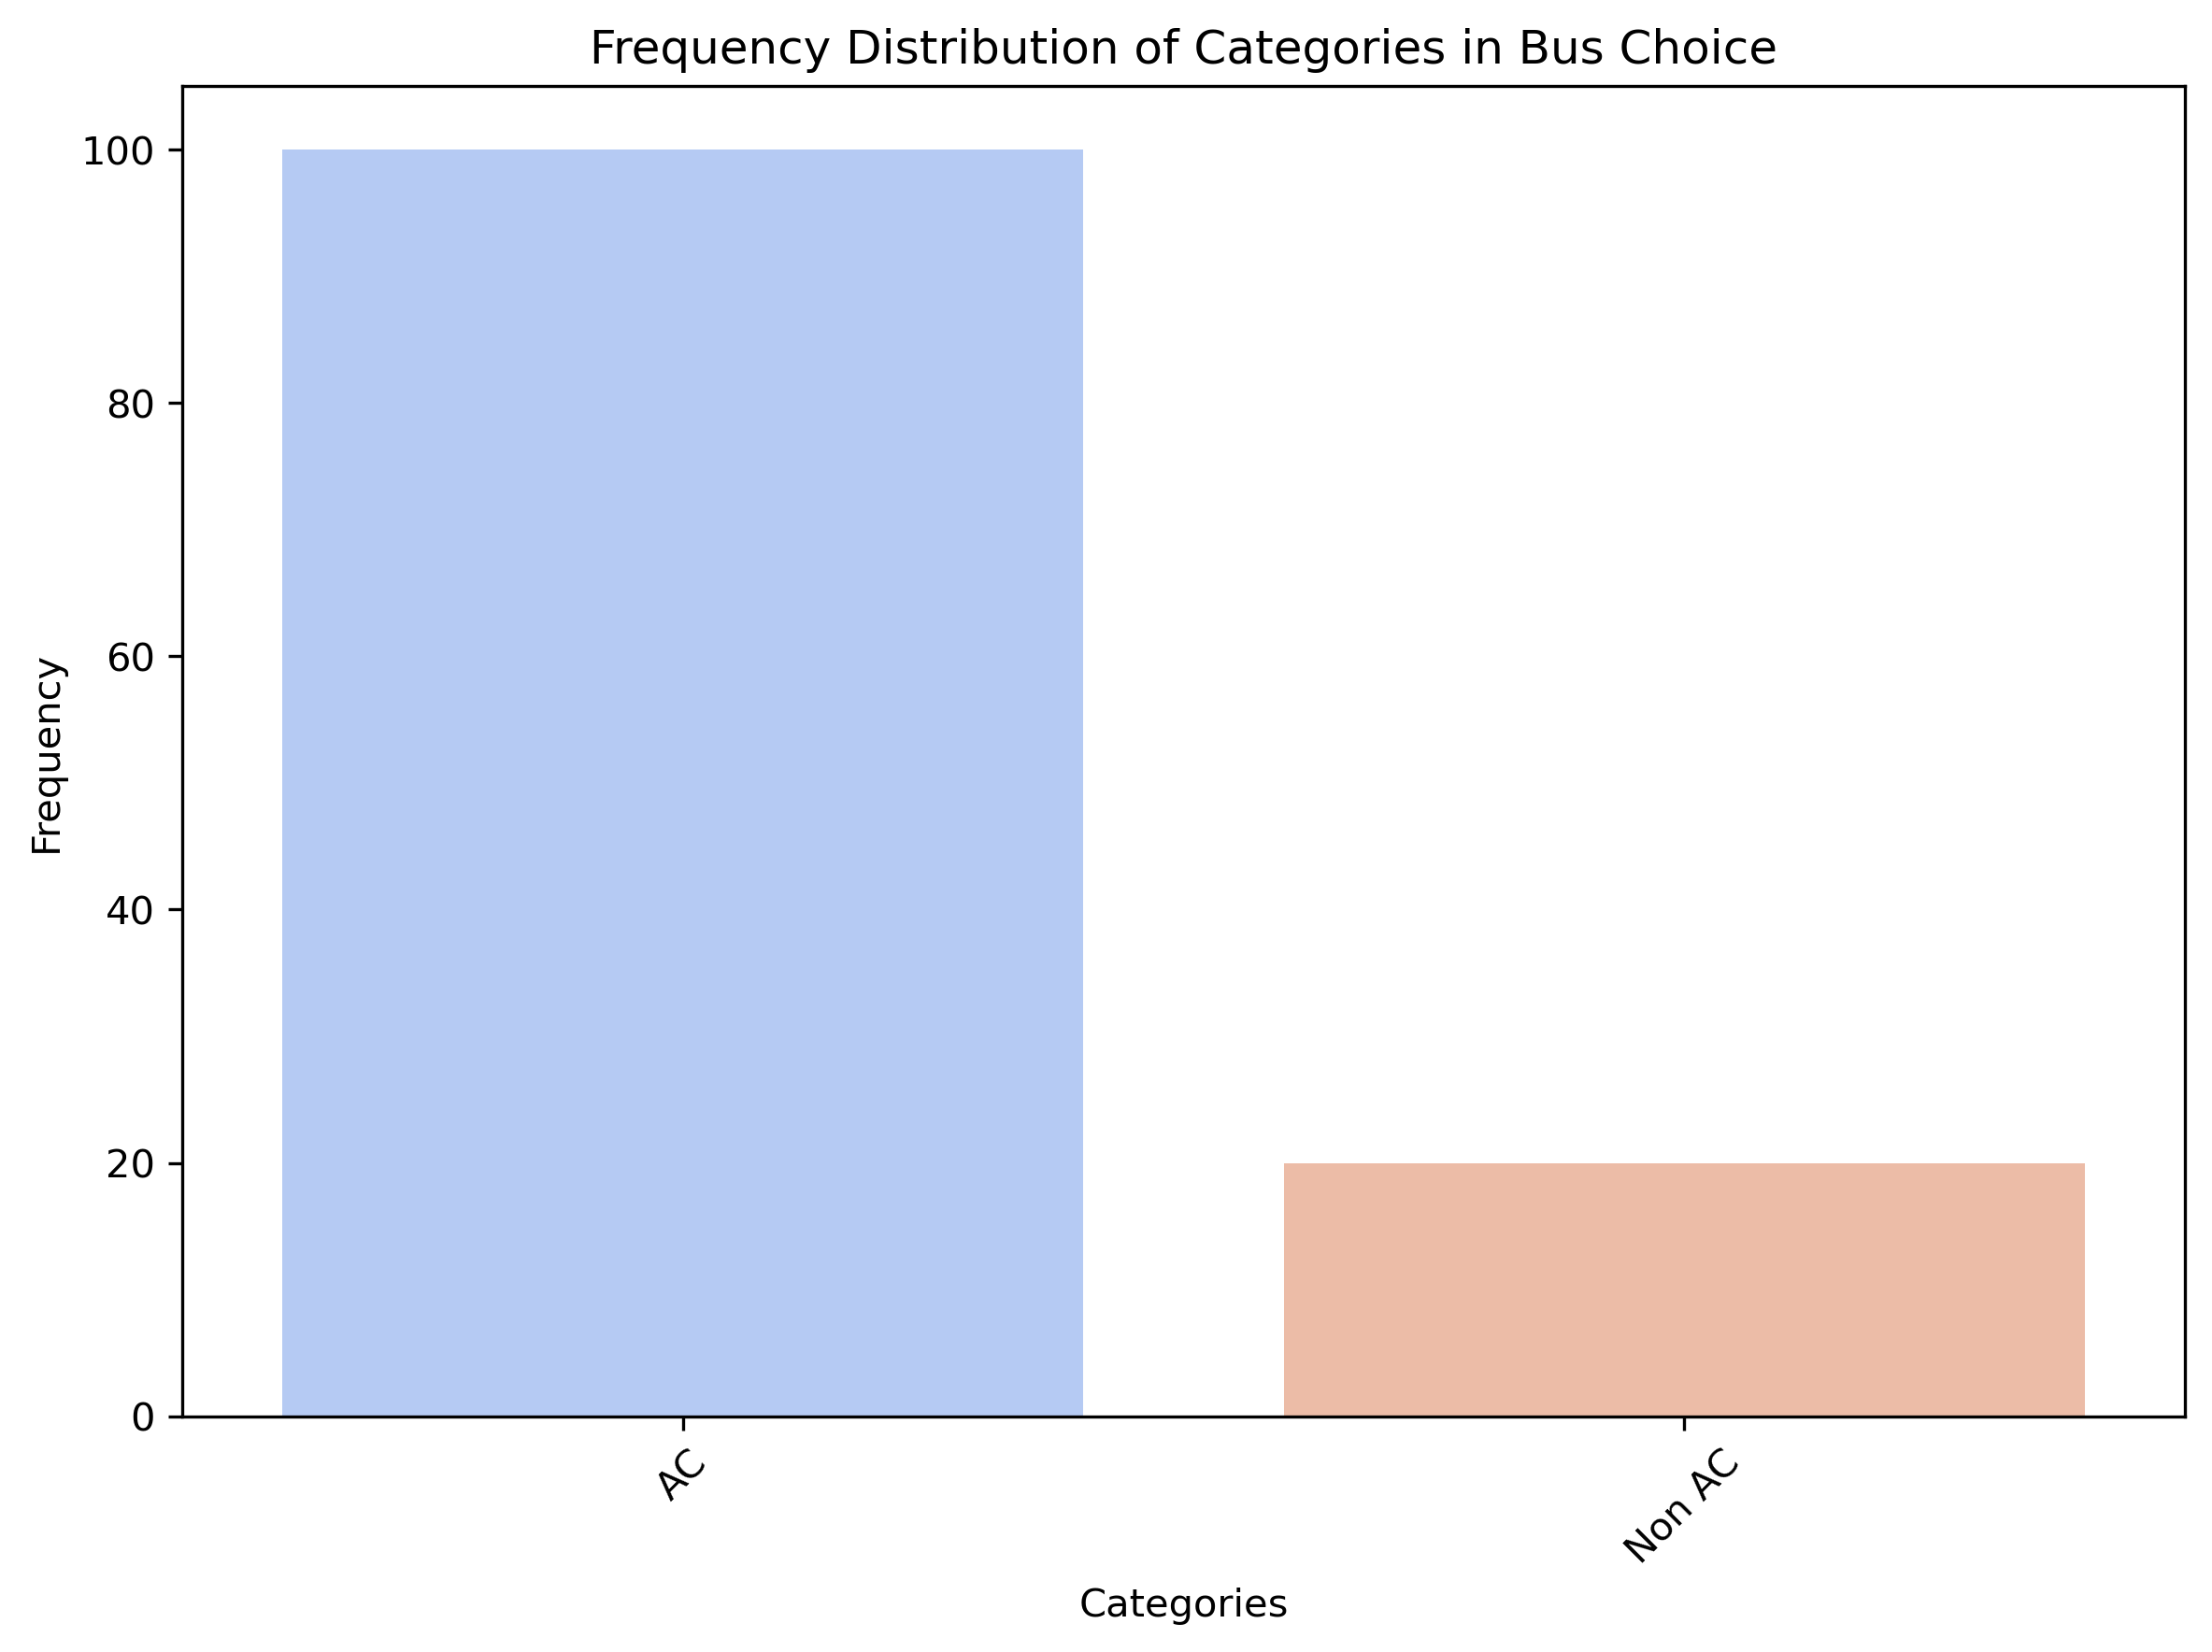 Frequency Distribution of Categories in Bus Choice
Frequency
100
80
60
40
20
0
AC
Non AC
Categories